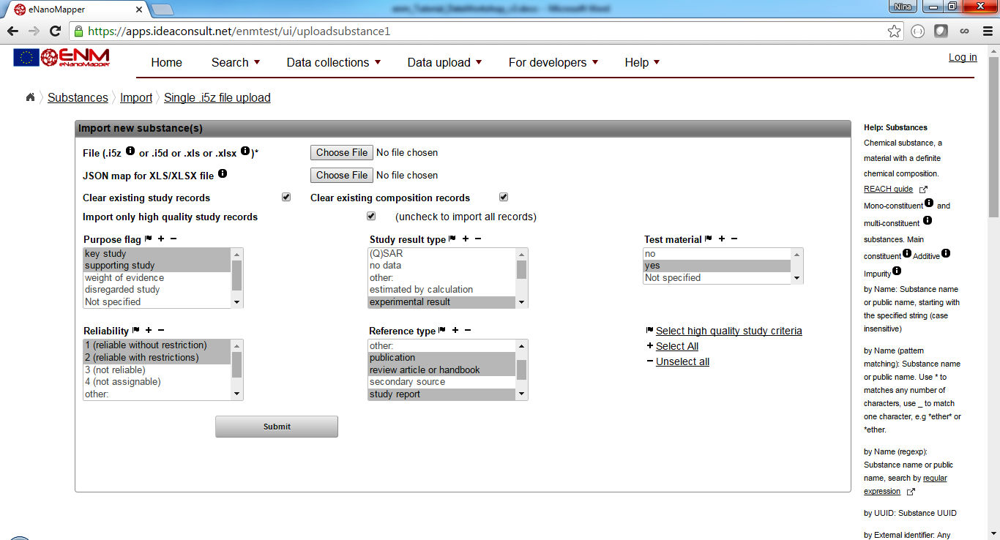 eNanoMapper
enm_Tutorial_DataWorkshop_v3.docx - Microsoft Word
Nina
https://apps.ideaconsult.net/enmtest/ui/uploadsubstance1
ENM
eNanoMapper
Home Search Data collections Data upload For developers Help
Log in
Substances Import Single .i5z file upload
Import new substance(s)
File (.i5z or .i5d or .xls or .xlsx )* Choose File No file chosen
JSON map for XLS/XLSX file Choose File No file chosen
Clear existing study records Clear existing composition records
Import only high quality study records (uncheck to import all records)
Purpose flag + −
key study
supporting study
weight of evidence
disregarded study
Not specified
Study result type + −
(Q)SAR
no data
other:
estimated by calculation
experimental result
Test material + −
no
yes
Not specified
Reliability + −
1 (reliable without restriction)
2 (reliable with restrictions)
3 (not reliable)
4 (not assignable)
other:
Reference type + −
other:
publication
review article or handbook
secondary source
study report
Select high quality study criteria
+ Select All
− Unselect all
Submit
Help: Substances
Chemical substance, a
material with a definite
chemical composition.
REACH guide
Mono-constituent and
multi-constituent
substances. Main
constituent Additive
Impurity
by Name: Substance name
or public name, starting with
the specified string (case
insensitive)
by Name (pattern
matching): Substance name
or public name. Use * to
matches any number of
characters, use _ to match
one character, e.g *ether* or
*ether.
by Name (regexp):
Substance name or public
name, search by regular
expression
by UUID: Substance UUID
by External identifier: Any